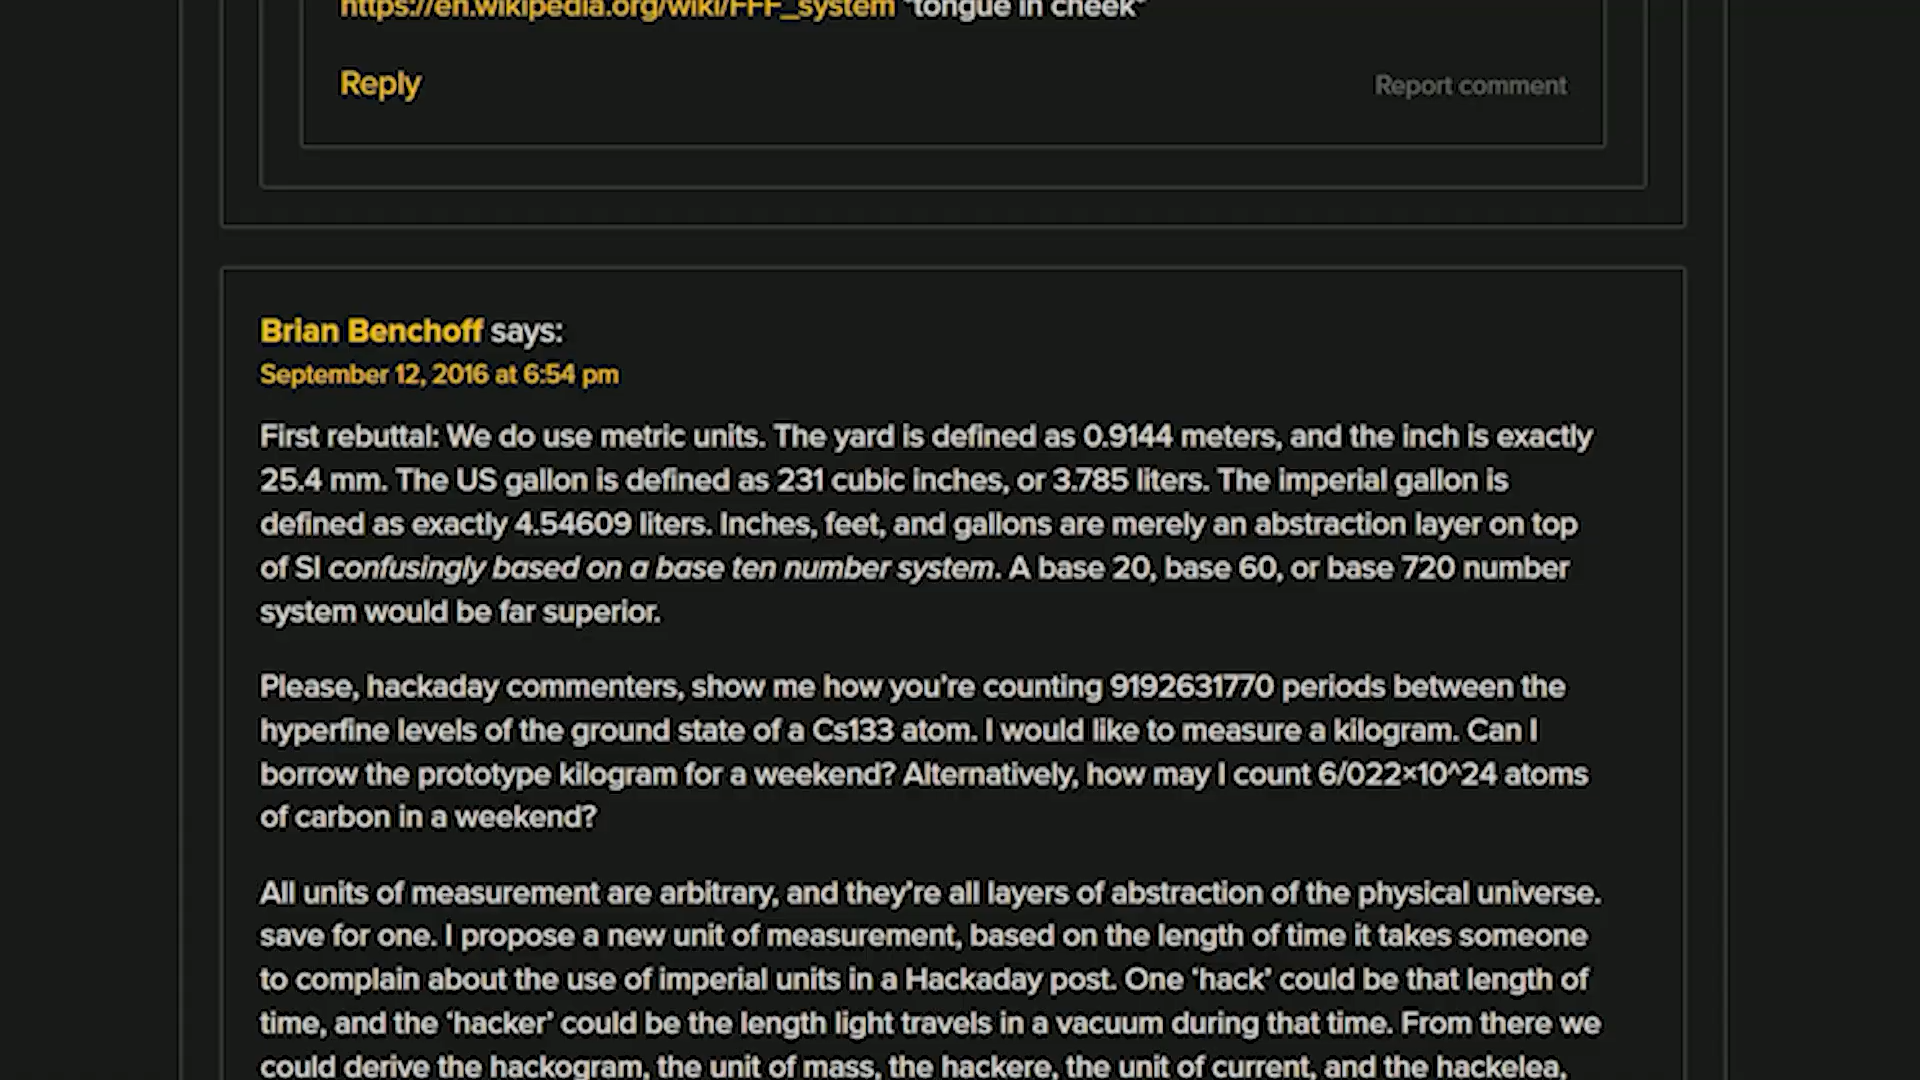 https://en.wikipedia.org/wiki/FFF_system *tongue in cheek*
Reply
Report comment
Brian Benchoff says:
September 12, 2016 at 6:54 pm
First rebuttal: We do use metric units. The yard is defined as 0.9144 meters, and the inch is exactly
25.4 mm. The US gallon is defined as 231 cubic inches, or 3.785 liters. The imperial gallon is
defined as exactly 4.54609 liters. Inches, feet, and gallons are merely an abstraction layer on top
of SI confusingly based on a base ten number system. A base 20, base 60, or base 720 number
system would be far superior.
Please, hackaday commenters, show me how you’re counting 9192631770 periods between the
hyperfine levels of the ground state of a Cs133 atom. I would like to measure a kilogram. Can I
borrow the prototype kilogram for a weekend? Alternatively, how may I count 6/022×10^24 atoms
of carbon in a weekend?
All units of measurement are arbitrary, and they’re all layers of abstraction of the physical universe.
save for one. I propose a new unit of measurement, based on the length of time it takes someone
to complain about the use of imperial units in a Hackaday post. One ‘hack’ could be that length of
time, and the ‘hacker’ could be the length light travels in a vacuum during that time. From there we
could derive the hackogram, the unit of mass, the hackere, the unit of current, and the hackelea,